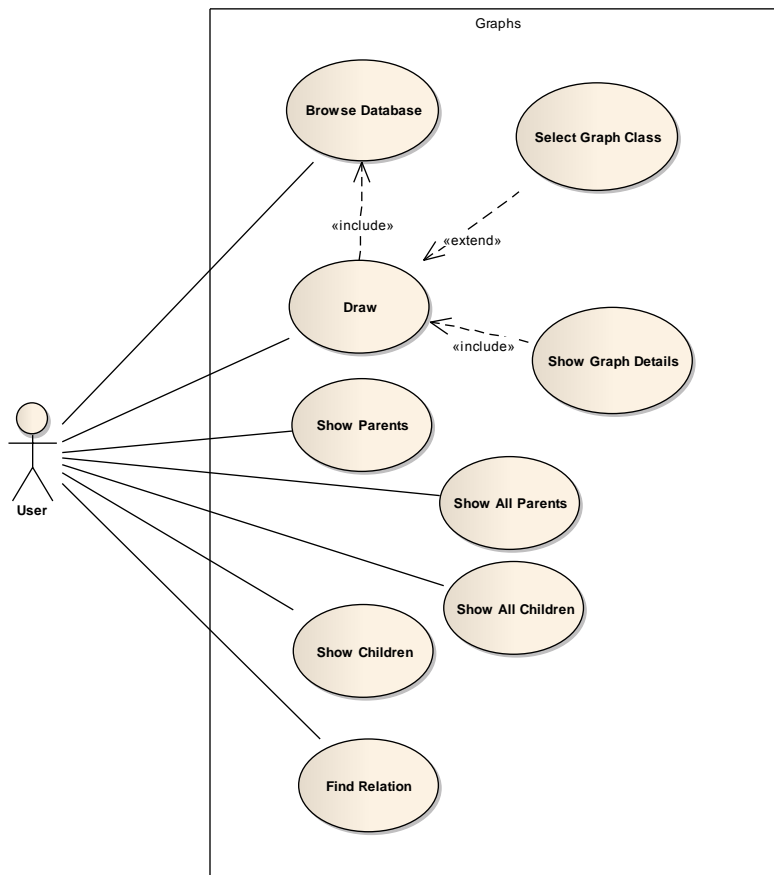 Graphs
Browse Database
Select Graph Class
«include»
«extend»
Draw
«include»
Show Graph Details
Show Parents
User
Show All Parents
Show All Children
Show Children
Find Relation